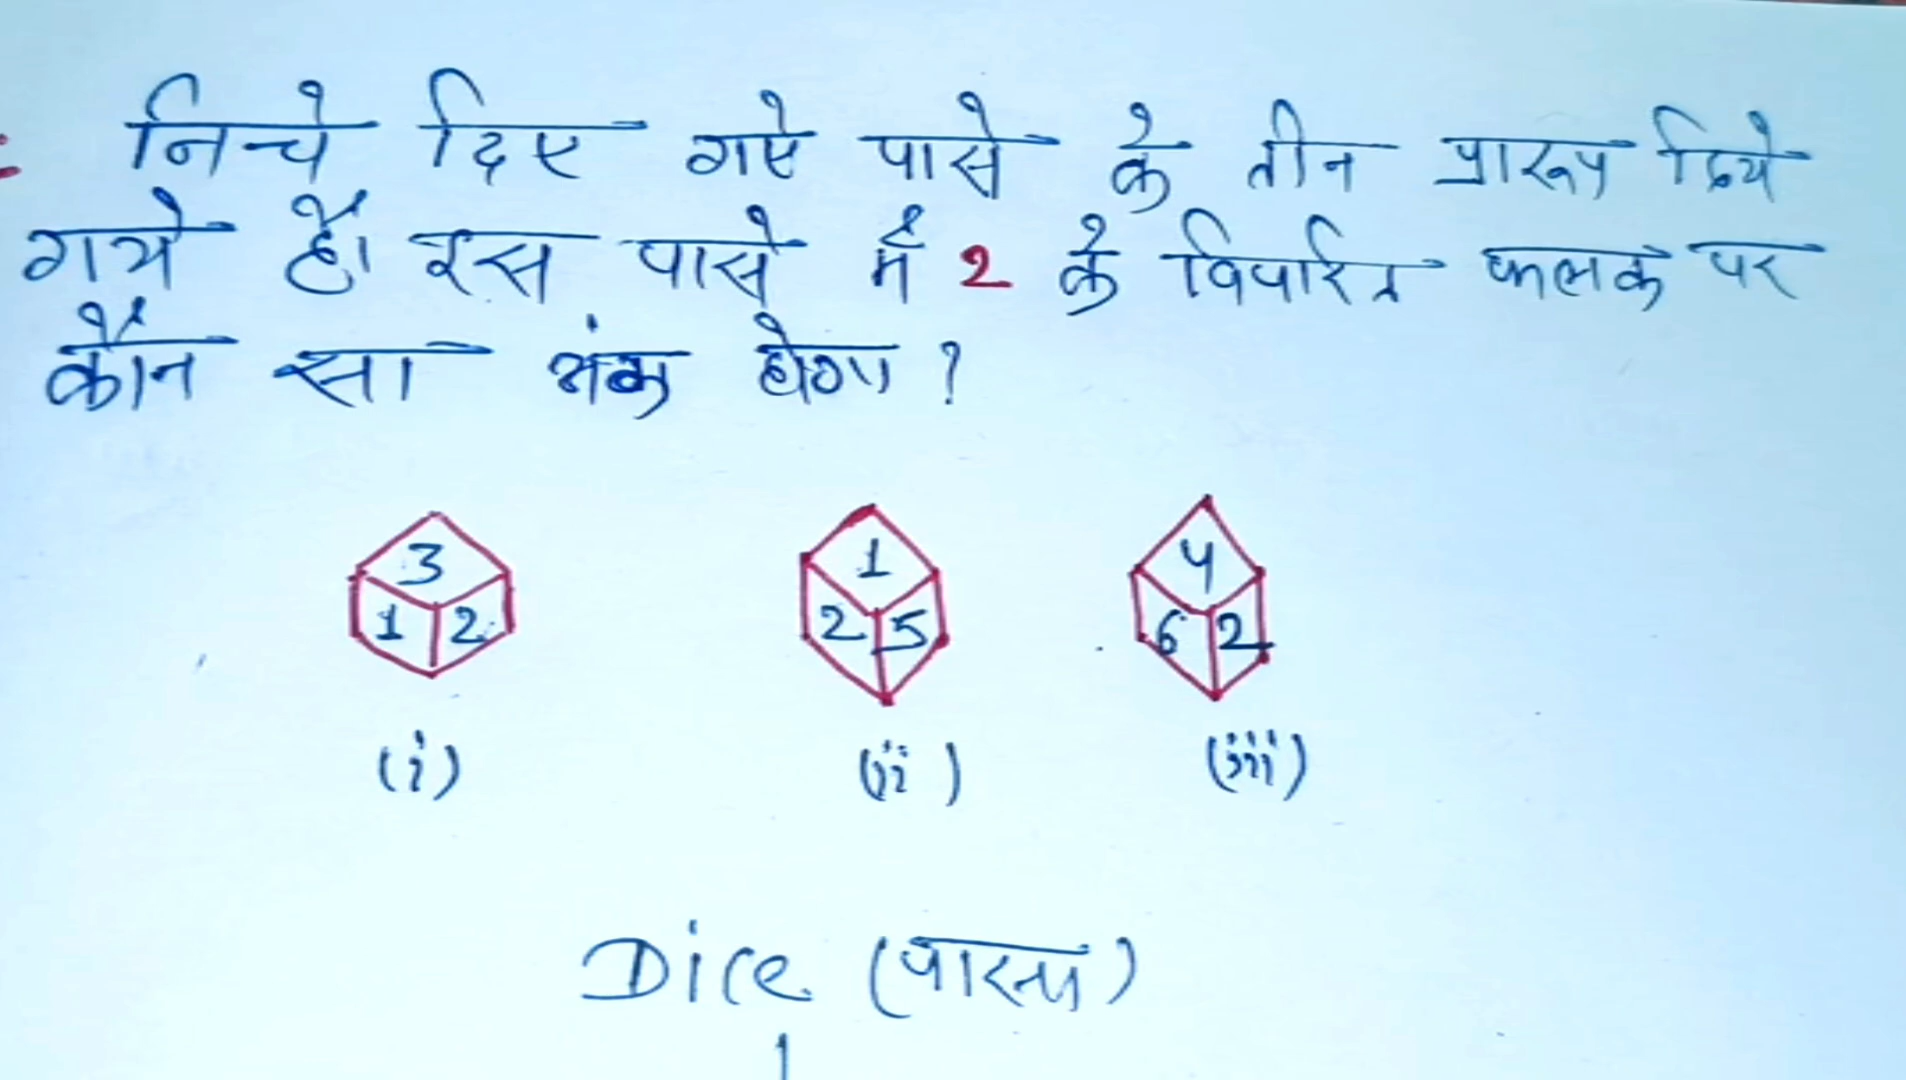 निचे दिए गऐ पासे के तीन प्रारूप दिये
गये है। इस पासे में 2 के विपरित फलक पर
कौन सा अंक होगा?
3
1 2
1
2 5
4
6 2
(i) (ii) (iii)
Dice (पासा)